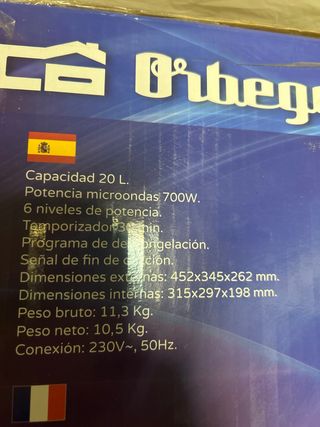 Orbego
Capacidad 20 L.
Potencia microondas 700W.
6 niveles de potencia.
Temporizador 30 min.
Programa de descongelación.
Señal de fin de cocción.
Dimensiones externas: 452x345x262 mm.
Dimensiones internas: 315x297x198 mm.
Peso bruto: 11,3 Kg.
Peso neto: 10,5 Kg.
Conexión: 230V~, 50Hz.